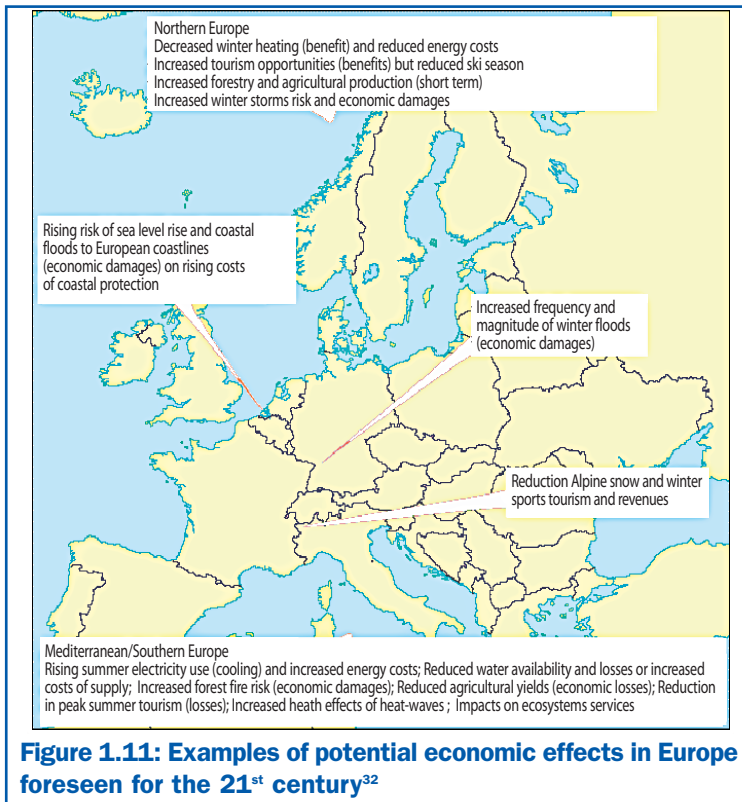 Northern Europe
Decreased winter heating (benefit) and reduced energy costs
Increased tourism opportunities (benefits) but reduced ski season
Increased forestry and agricultural production (short term)
Increased winter storms risk and economic damages
Rising risk of sea level rise and coastal
floods to European coastlines
(economic damages) on rising costs
of coastal protection
Increased frequency and
magnitude of winter floods
(economic damages)
Reduction Alpine snow and winter
sports tourism and revenues
Mediterranean/Southern Europe
Rising summer electricity use (cooling) and increased energy costs; Reduced water availability and losses or increased
costs of supply; Increased forest fire risk (economic damages); Reduced agricultural yields (economic losses); Reduction
in peak summer tourism (losses); Increased heath effects of heat-waves ; Impacts on ecosystems services
Figure 1.11: Examples of potential economic effects in Europe
foreseen for the 21st century32